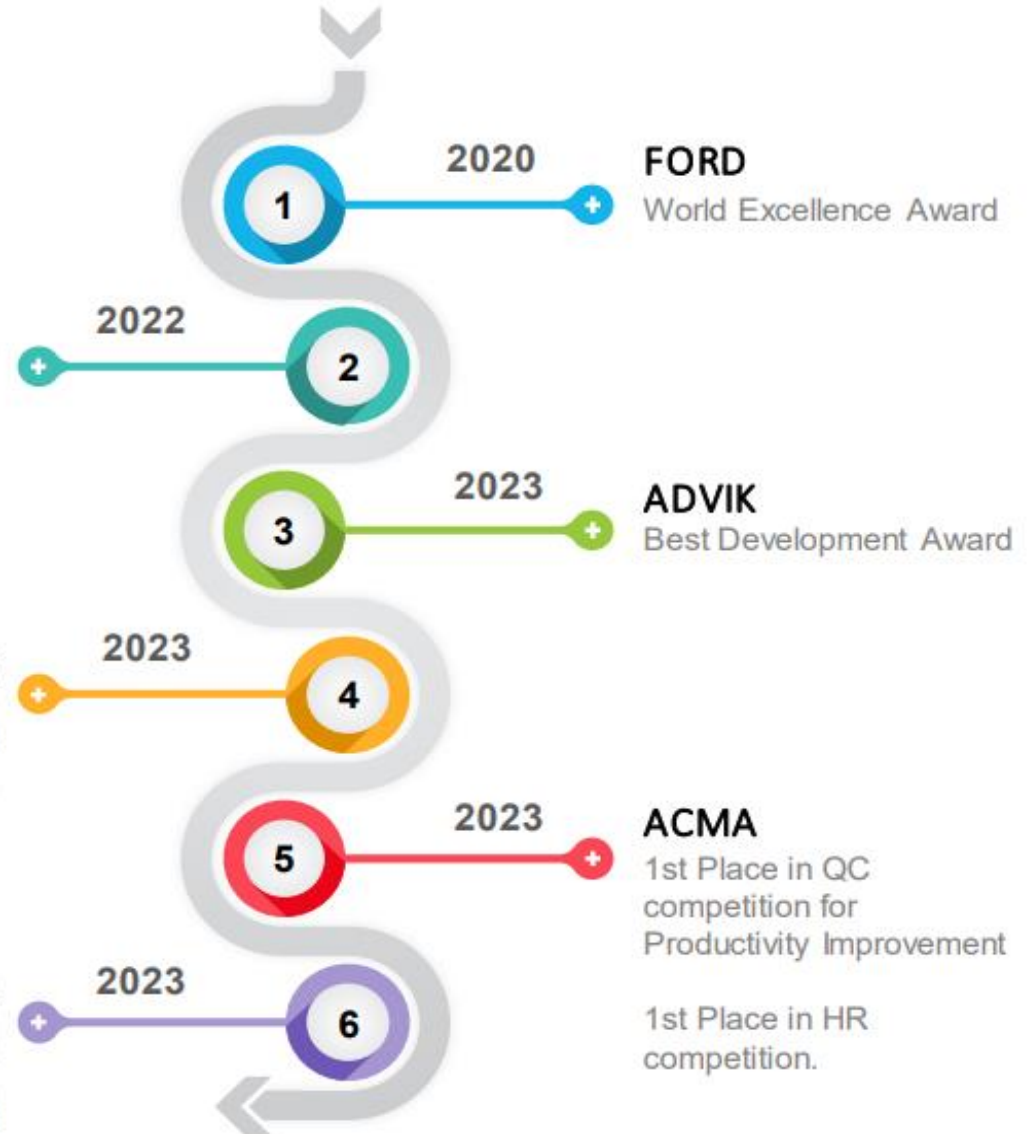 2020
FORD
World Excellence Award
1
2022
2
2023
ADVIK
Best Development Award
3
2023
4
2023
ACMA
1st Place in QC
competition for
Productivity Improvement
5
2023
6
1st Place in HR
competition.